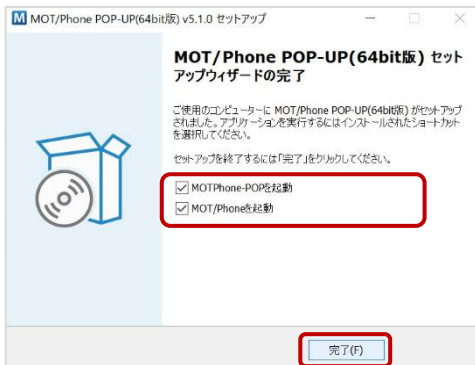 M MOT/Phone POP-UP(64bit版) v5.1.0 セットアップ
MOT/Phone POP-UP(64bit版) セット
アップウィザードの完了
ご使用のコンピューターに MOT/Phone POP-UP(64bit版) がセットアップ
されました。アプリケーションを実行するにはインストールされたショートカット
を選択してください。
セットアップを終了するには「完了」をクリックしてください。
MOTPhone-POPを起動
MOT/Phoneを起動
完了(F)